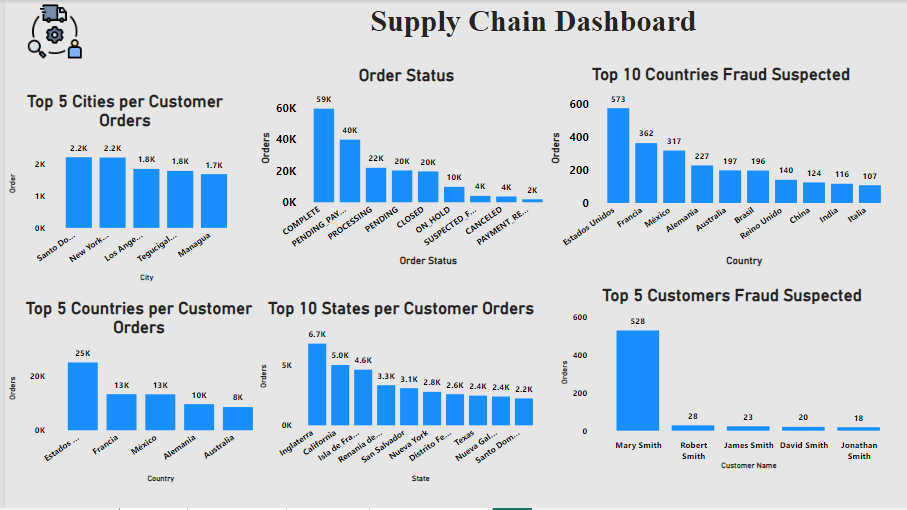 Supply Chain Dashboard
Top 5 Cities per Customer
Orders
Order
2K
1K
0K
2.2K
2.2K
1.8K
1.8K
1.7K
Santo Do...
New York...
Los Ange...
Tegucigal...
Managua
City
Order Status
Orders
60K
40K
20K
0K
59K
40K
22K
20K
20K
10K
4K
4K
2K
COMPLETE
PENDING_PAY...
PROCESSING
PENDING
CLOSED
ON_HOLD
SUSPECTED_F...
CANCELED
PAYMENT_RE...
Order Status
Top 10 Countries Fraud Suspected
Orders
600
400
200
0
573
362
317
227
197
196
140
124
116
107
Estados Unidos
Francia
México
Alemania
Australia
Brasil
Reino Unido
China
India
Italia
Country
Top 5 Countries per Customer
Orders
Orders
20K
0K
25K
13K
13K
10K
8K
Estados ...
Francia
México
Alemania
Australia
Country
Top 10 States per Customer Orders
Orders
5K
0K
6.7K
5.0K
4.6K
3.3K
3.1K
2.8K
2.6K
2.4K
2.4K
2.2K
Inglaterra
California
Isla de Fra...
Renania de...
San Salvador
Nueva York
Distrito Fe...
Texas
Nueva Gal...
Santo Dom...
State
Top 5 Customers Fraud Suspected
Orders
600
400
200
0
528
28
23
20
18
Mary Smith
Robert
Smith
James Smith
David Smith
Jonathan
Smith
Customer Name